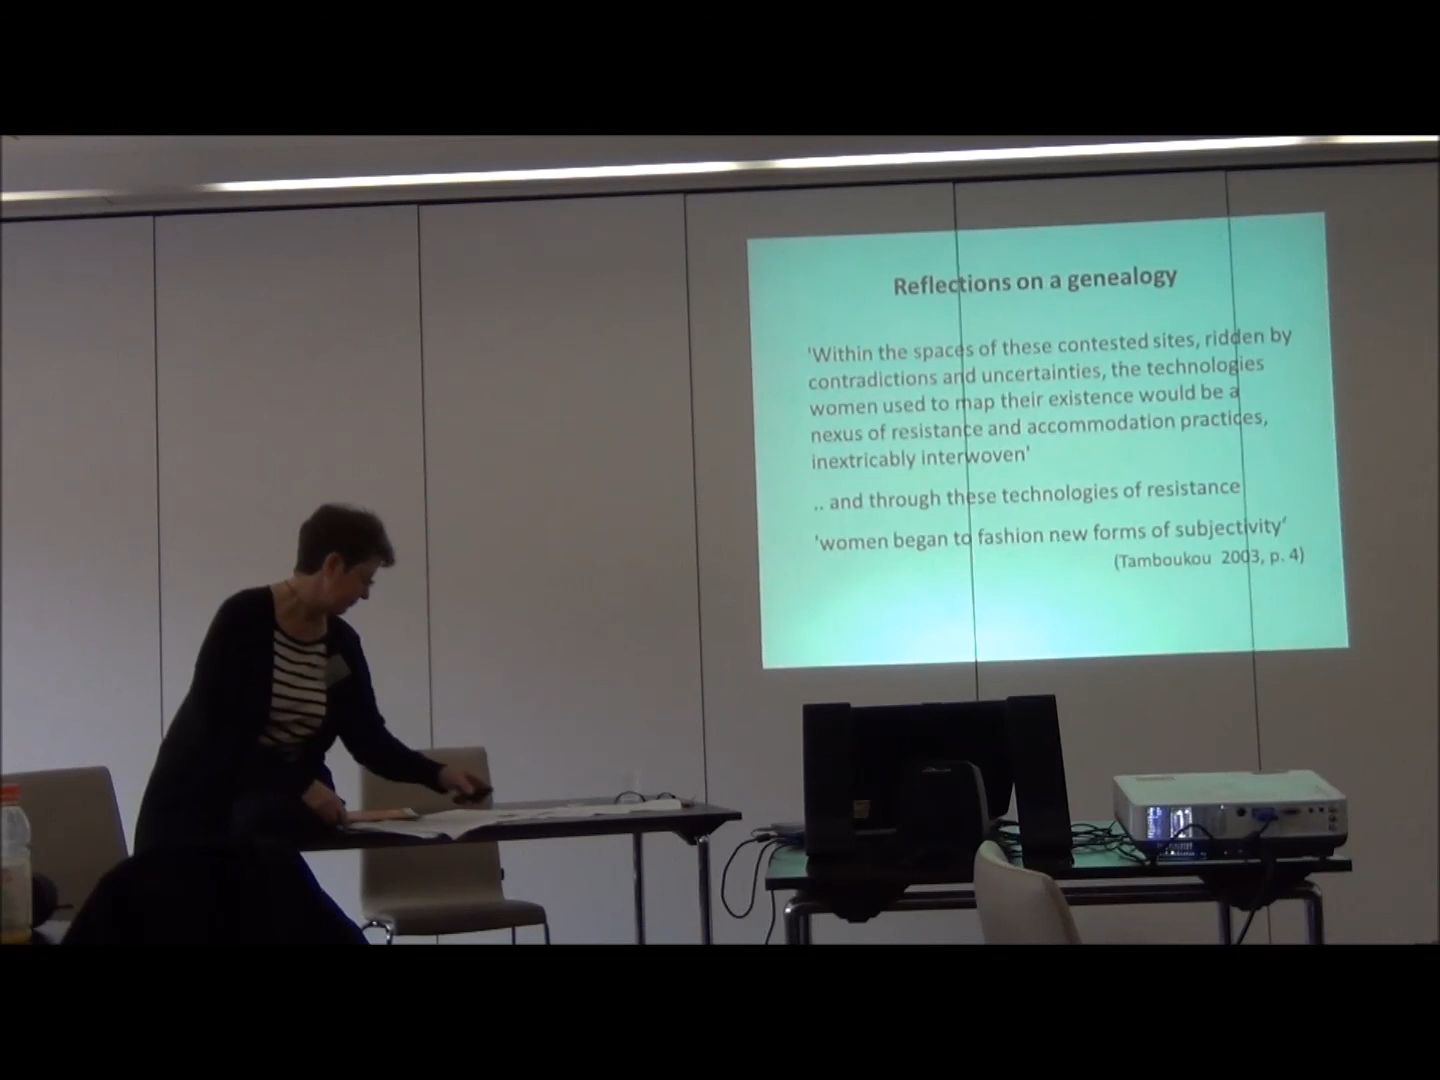 Reflections on a genealogy
'Within the spaces of these contested sites, ridden by
contradictions and uncertainties, the technologies
women used to map their existence would be a
nexus of resistance and accommodation practices,
inextricably interwoven'
.. and through these technologies of resistance
'women began to fashion new forms of subjectivity'
(Tamboukou 2003, p. 4)